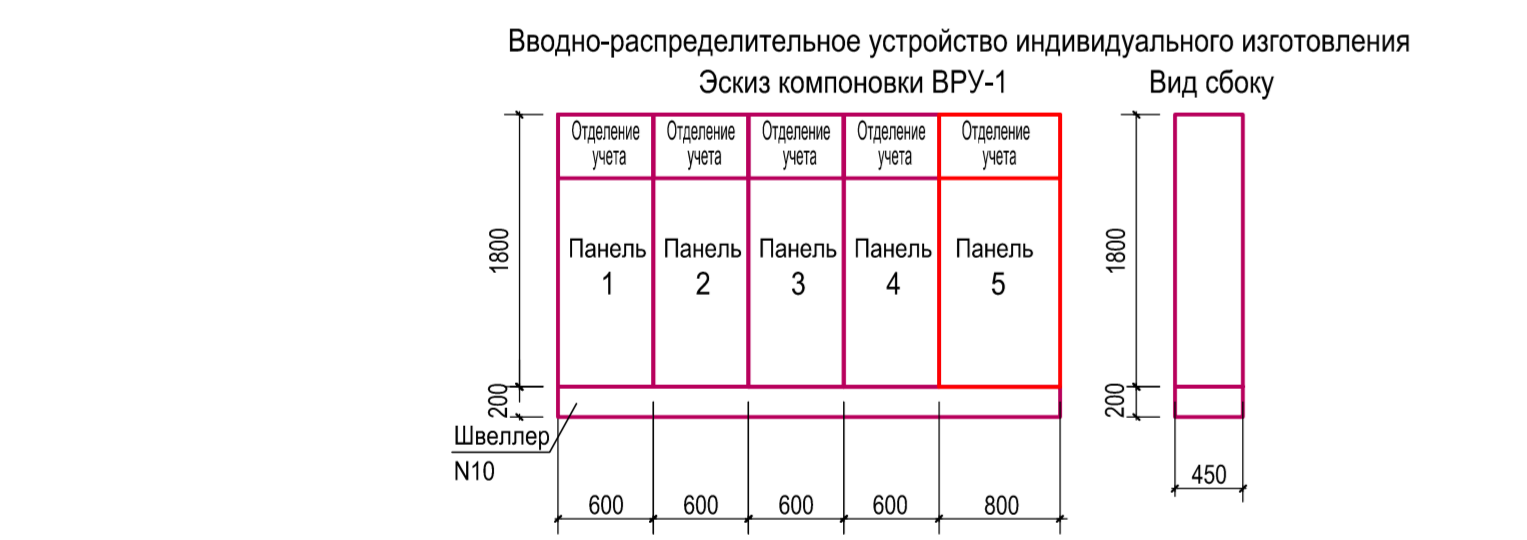 Вводно-распределительное устройство индивидуального изготовления
Эскиз компоновки ВРУ-1
Вид сбоку
Отделение
учета
Отделение
учета
Отделение
учета
Отделение
учета
Отделение
учета
1800
Панель
1
Панель
2
Панель
3
Панель
4
Панель
5
1800
200
200
Швеллер
N10
600
600
600
600
800
450